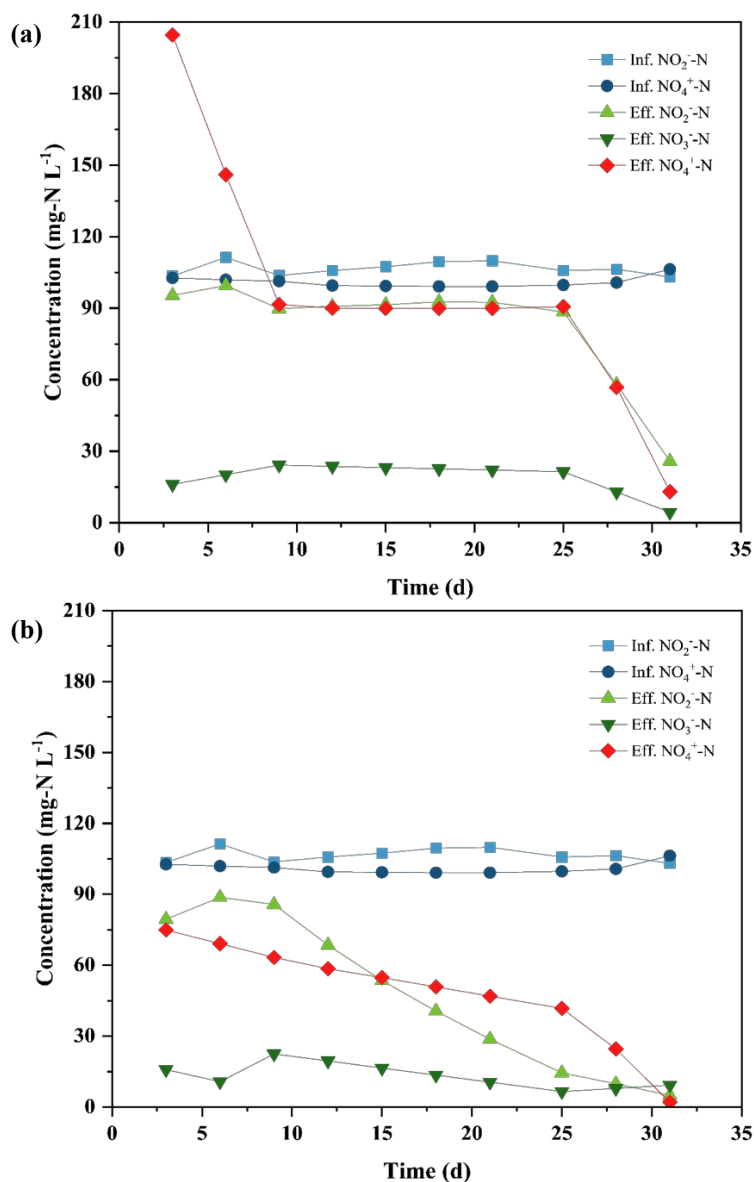 (a)
210
180
150
120
90
60
30
0
Concentration (mg-N L⁻¹)
Inf. NO₂⁻-N
Inf. NO₄⁺-N
Eff. NO₂⁻-N
Eff. NO₃⁻-N
Eff. NO₄⁺-N
0 5 10 15 20 25 30 35
Time (d)
(b)
210
180
150
120
90
60
30
0
Concentration (mg-N L⁻¹)
Inf. NO₂⁻-N
Inf. NO₄⁺-N
Eff. NO₂⁻-N
Eff. NO₃⁻-N
Eff. NO₄⁺-N
0 5 10 15 20 25 30 35
Time (d)